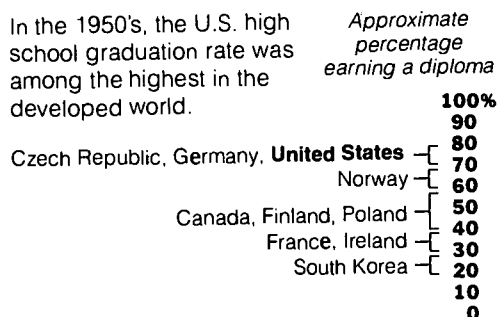 In the 1950's, the U.S. high
school graduation rate was
among the highest in the
developed world.
Approximate
percentage
earning a diploma
100%
90
Czech Republic, Germany, United States 80
70
Norway 60
Canada, Finland, Poland 50
40
France, Ireland 30
South Korea 20
10
0